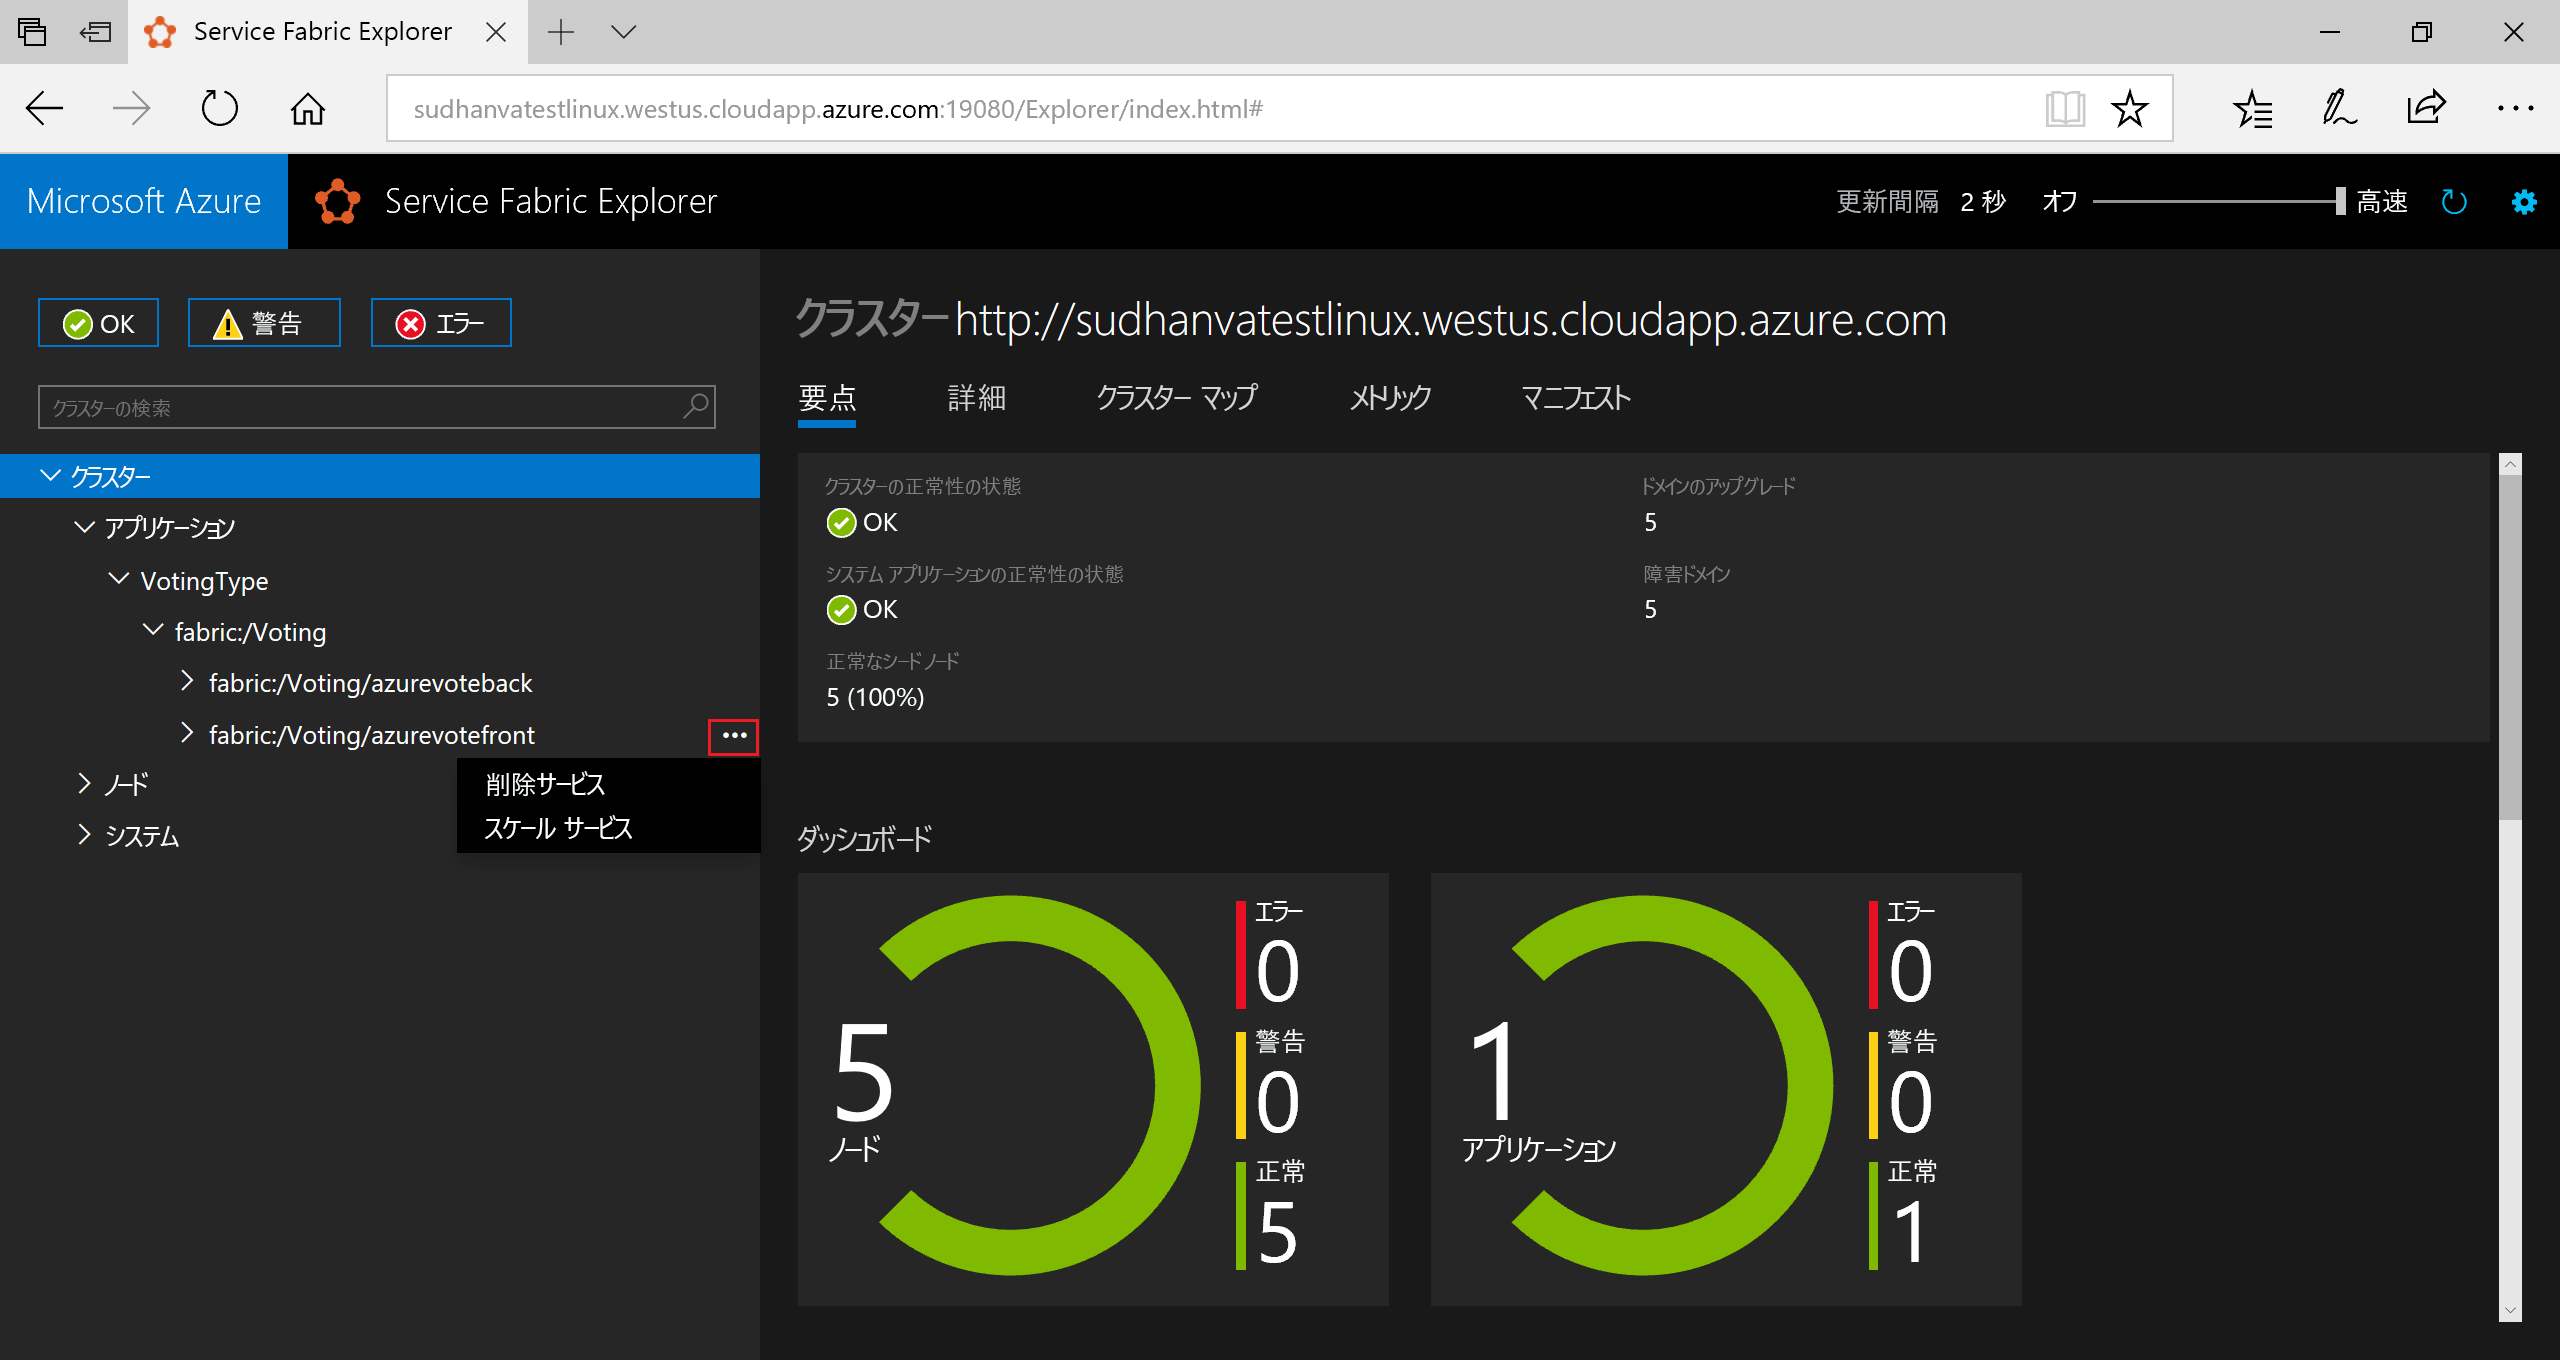 Service Fabric Explorer
sudhanvatestlinux.westus.cloudapp.azure.com:19080/Explorer/index.html#
Microsoft Azure
Service Fabric Explorer
更新間隔 2 秒 オフ 高速
OK 警告 エラー
クラスターの検索
クラスター
アプリケーション
VotingType
fabric:/Voting
fabric:/Voting/azurevoteback
fabric:/Voting/azurevotefront
削除サービス
スケール サービス
ノード
システム
クラスター http://sudhanvatestlinux.westus.cloudapp.azure.com
要点 詳細 クラスター マップ メトリック マニフェスト
クラスターの正常性の状態
OK
ドメインのアップグレード
5
システム アプリケーションの正常性の状態
OK
障害ドメイン
5
正常なシード ノード
5 (100%)
ダッシュボード
5
ノード
エラー
0
警告
0
正常
5
1
アプリケーション
エラー
0
警告
0
正常
1